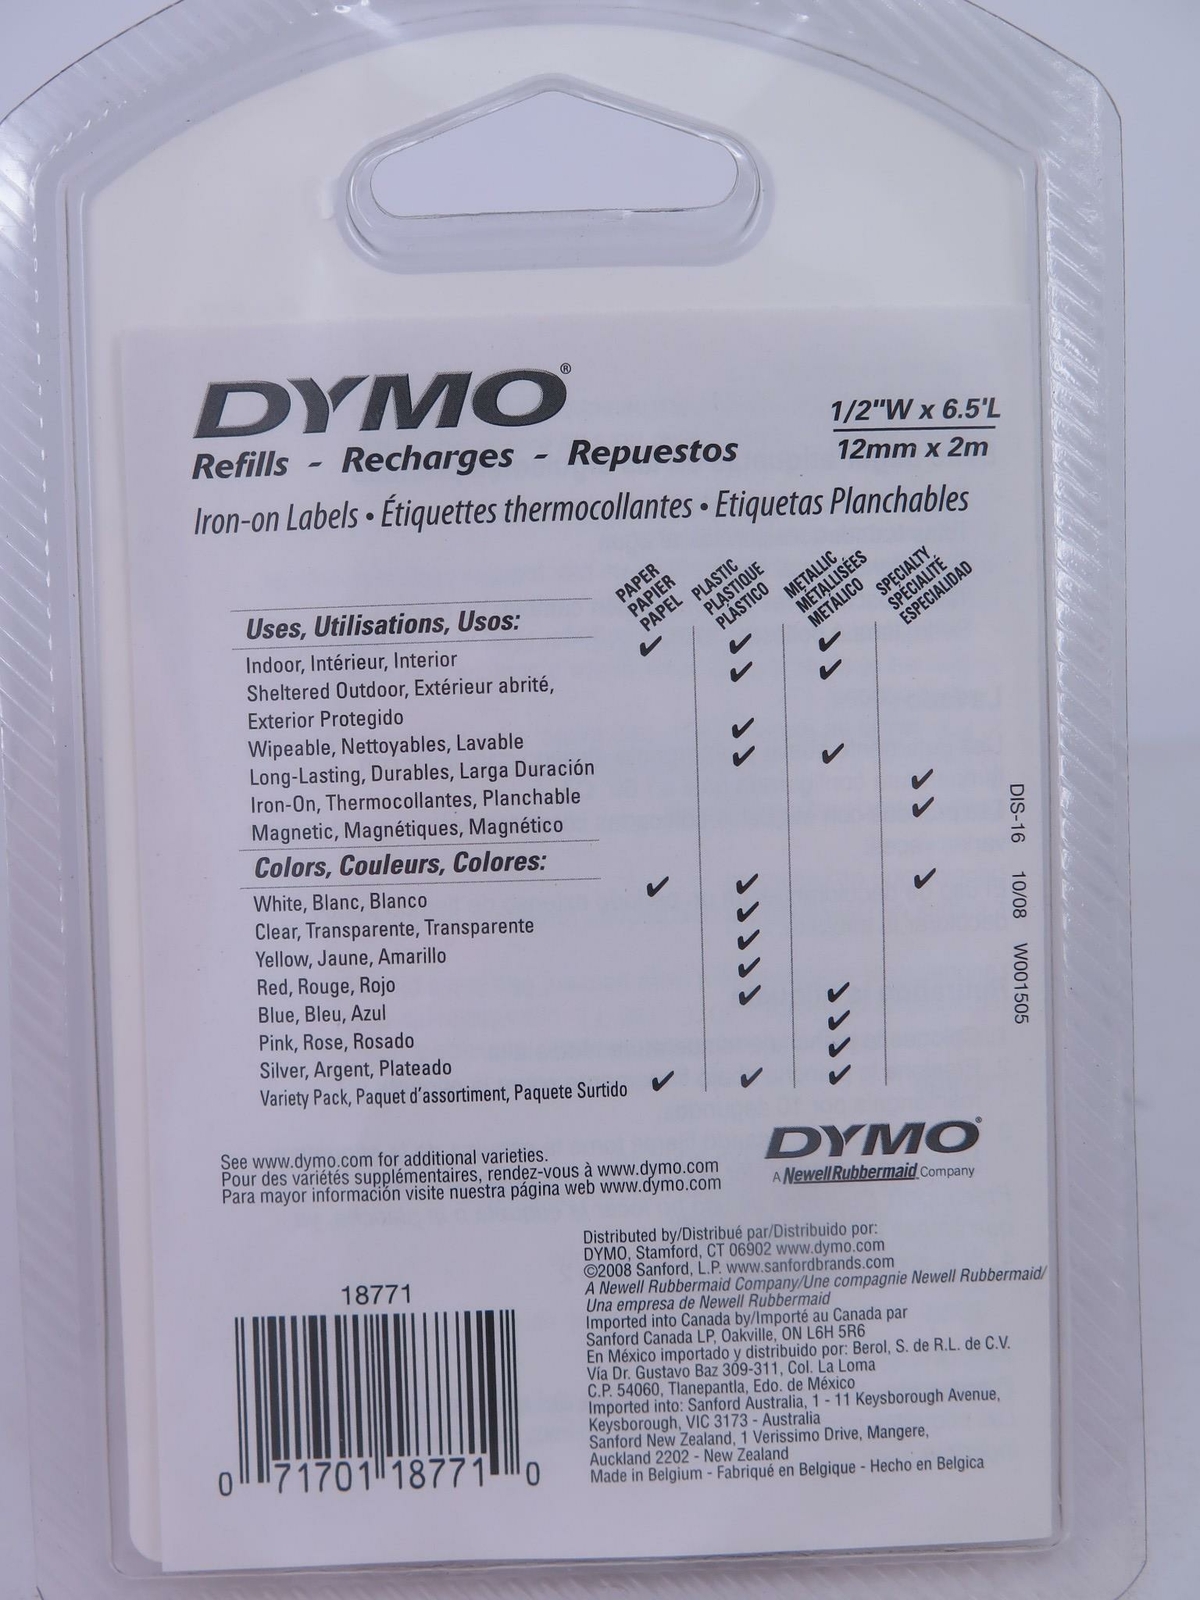 DYMO®
Refills - Recharges - Repuestos
1/2"W x 6.5'L
12mm x 2m
Iron-on Labels • Étiquettes thermocollantes • Etiquetas Planchables
PAPER
PAPIER
PAPEL
PLASTIC
PLASTIQUE
PLÁSTICO
METALLIC
MÉTALLISÉES
METÁLICO
SPECIALTY
SPÉCIALITÉ
ESPECIALIDAD
Uses, Utilisations, Usos:
Indoor, Intérieur, Interior ✔ ✔ ✔
Sheltered Outdoor, Extérieur abrité, ✔ ✔
Exterior Protegido
Wipeable, Nettoyables, Lavable ✔
Long-Lasting, Durables, Larga Duración ✔ ✔
Iron-On, Thermocollantes, Planchable ✔
Magnetic, Magnétiques, Magnético ✔
Colors, Couleurs, Colores:
White, Blanc, Blanco ✔ ✔ ✔
Clear, Transparente, Transparente ✔
Yellow, Jaune, Amarillo ✔
Red, Rouge, Rojo ✔
Blue, Bleu, Azul ✔ ✔
Pink, Rose, Rosado ✔
Silver, Argent, Plateado ✔
Variety Pack, Paquet d'assortiment, Paquete Surtido ✔ ✔ ✔
DIS-16 10/08 W001505
See www.dymo.com for additional varieties.
Pour des variétés supplémentaires, rendez-vous à www.dymo.com
Para mayor información visite nuestra página web www.dymo.com
DYMO®
A Newell Rubbermaid Company
Distributed by/Distribué par/Distribuido por:
DYMO, Stamford, CT 06902 www.dymo.com
©2008 Sanford, L.P. www.sanfordbrands.com
A Newell Rubbermaid Company/Une compagnie Newell Rubbermaid/
Una empresa de Newell Rubbermaid
Imported into Canada by/Importé au Canada par
Sanford Canada LP, Oakville, ON L6H 5R6
En México importado y distribuido por: Berol, S. de R.L. de C.V.
Vía Dr. Gustavo Baz 309-311, Col. La Loma
C.P. 54060, Tlanepantla, Edo. de México
Imported into: Sanford Australia, 1 - 11 Keysborough Avenue,
Keysborough, VIC 3173 - Australia
Sanford New Zealand, 1 Verissimo Drive, Mangere,
Auckland 2202 - New Zealand
Made in Belgium - Fabriqué en Belgique - Hecho en Belgica
18771
0 71701 18771 0